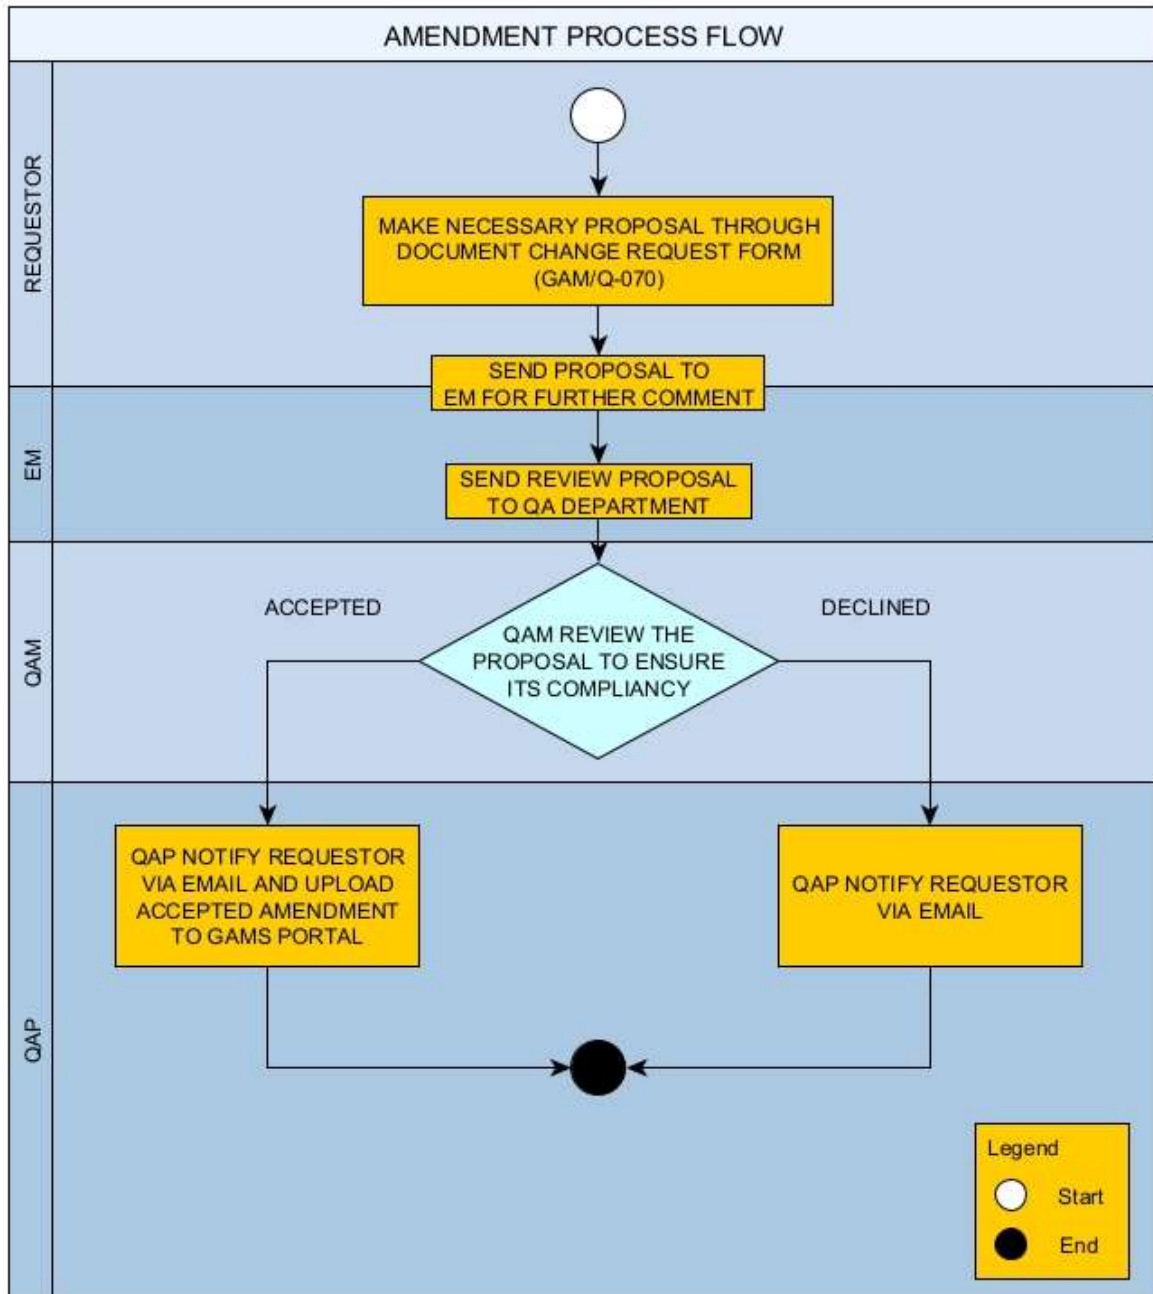 AMENDMENT PROCESS FLOW
REQUESTOR
MAKE NECESSARY PROPOSAL THROUGH
DOCUMENT CHANGE REQUEST FORM
(GAM/Q-070)
SEND PROPOSAL TO
EM FOR FURTHER COMMENT
EM
SEND REVIEW PROPOSAL
TO QA DEPARTMENT
QAM
ACCEPTED
DECLINED
QAM REVIEW THE
PROPOSAL TO ENSURE
ITS COMPLIANCY
QAP
QAP NOTIFY REQUESTOR
VIA EMAIL AND UPLOAD
ACCEPTED AMENDMENT
TO GAMS PORTAL
QAP NOTIFY REQUESTOR
VIA EMAIL
Legend
Start
End